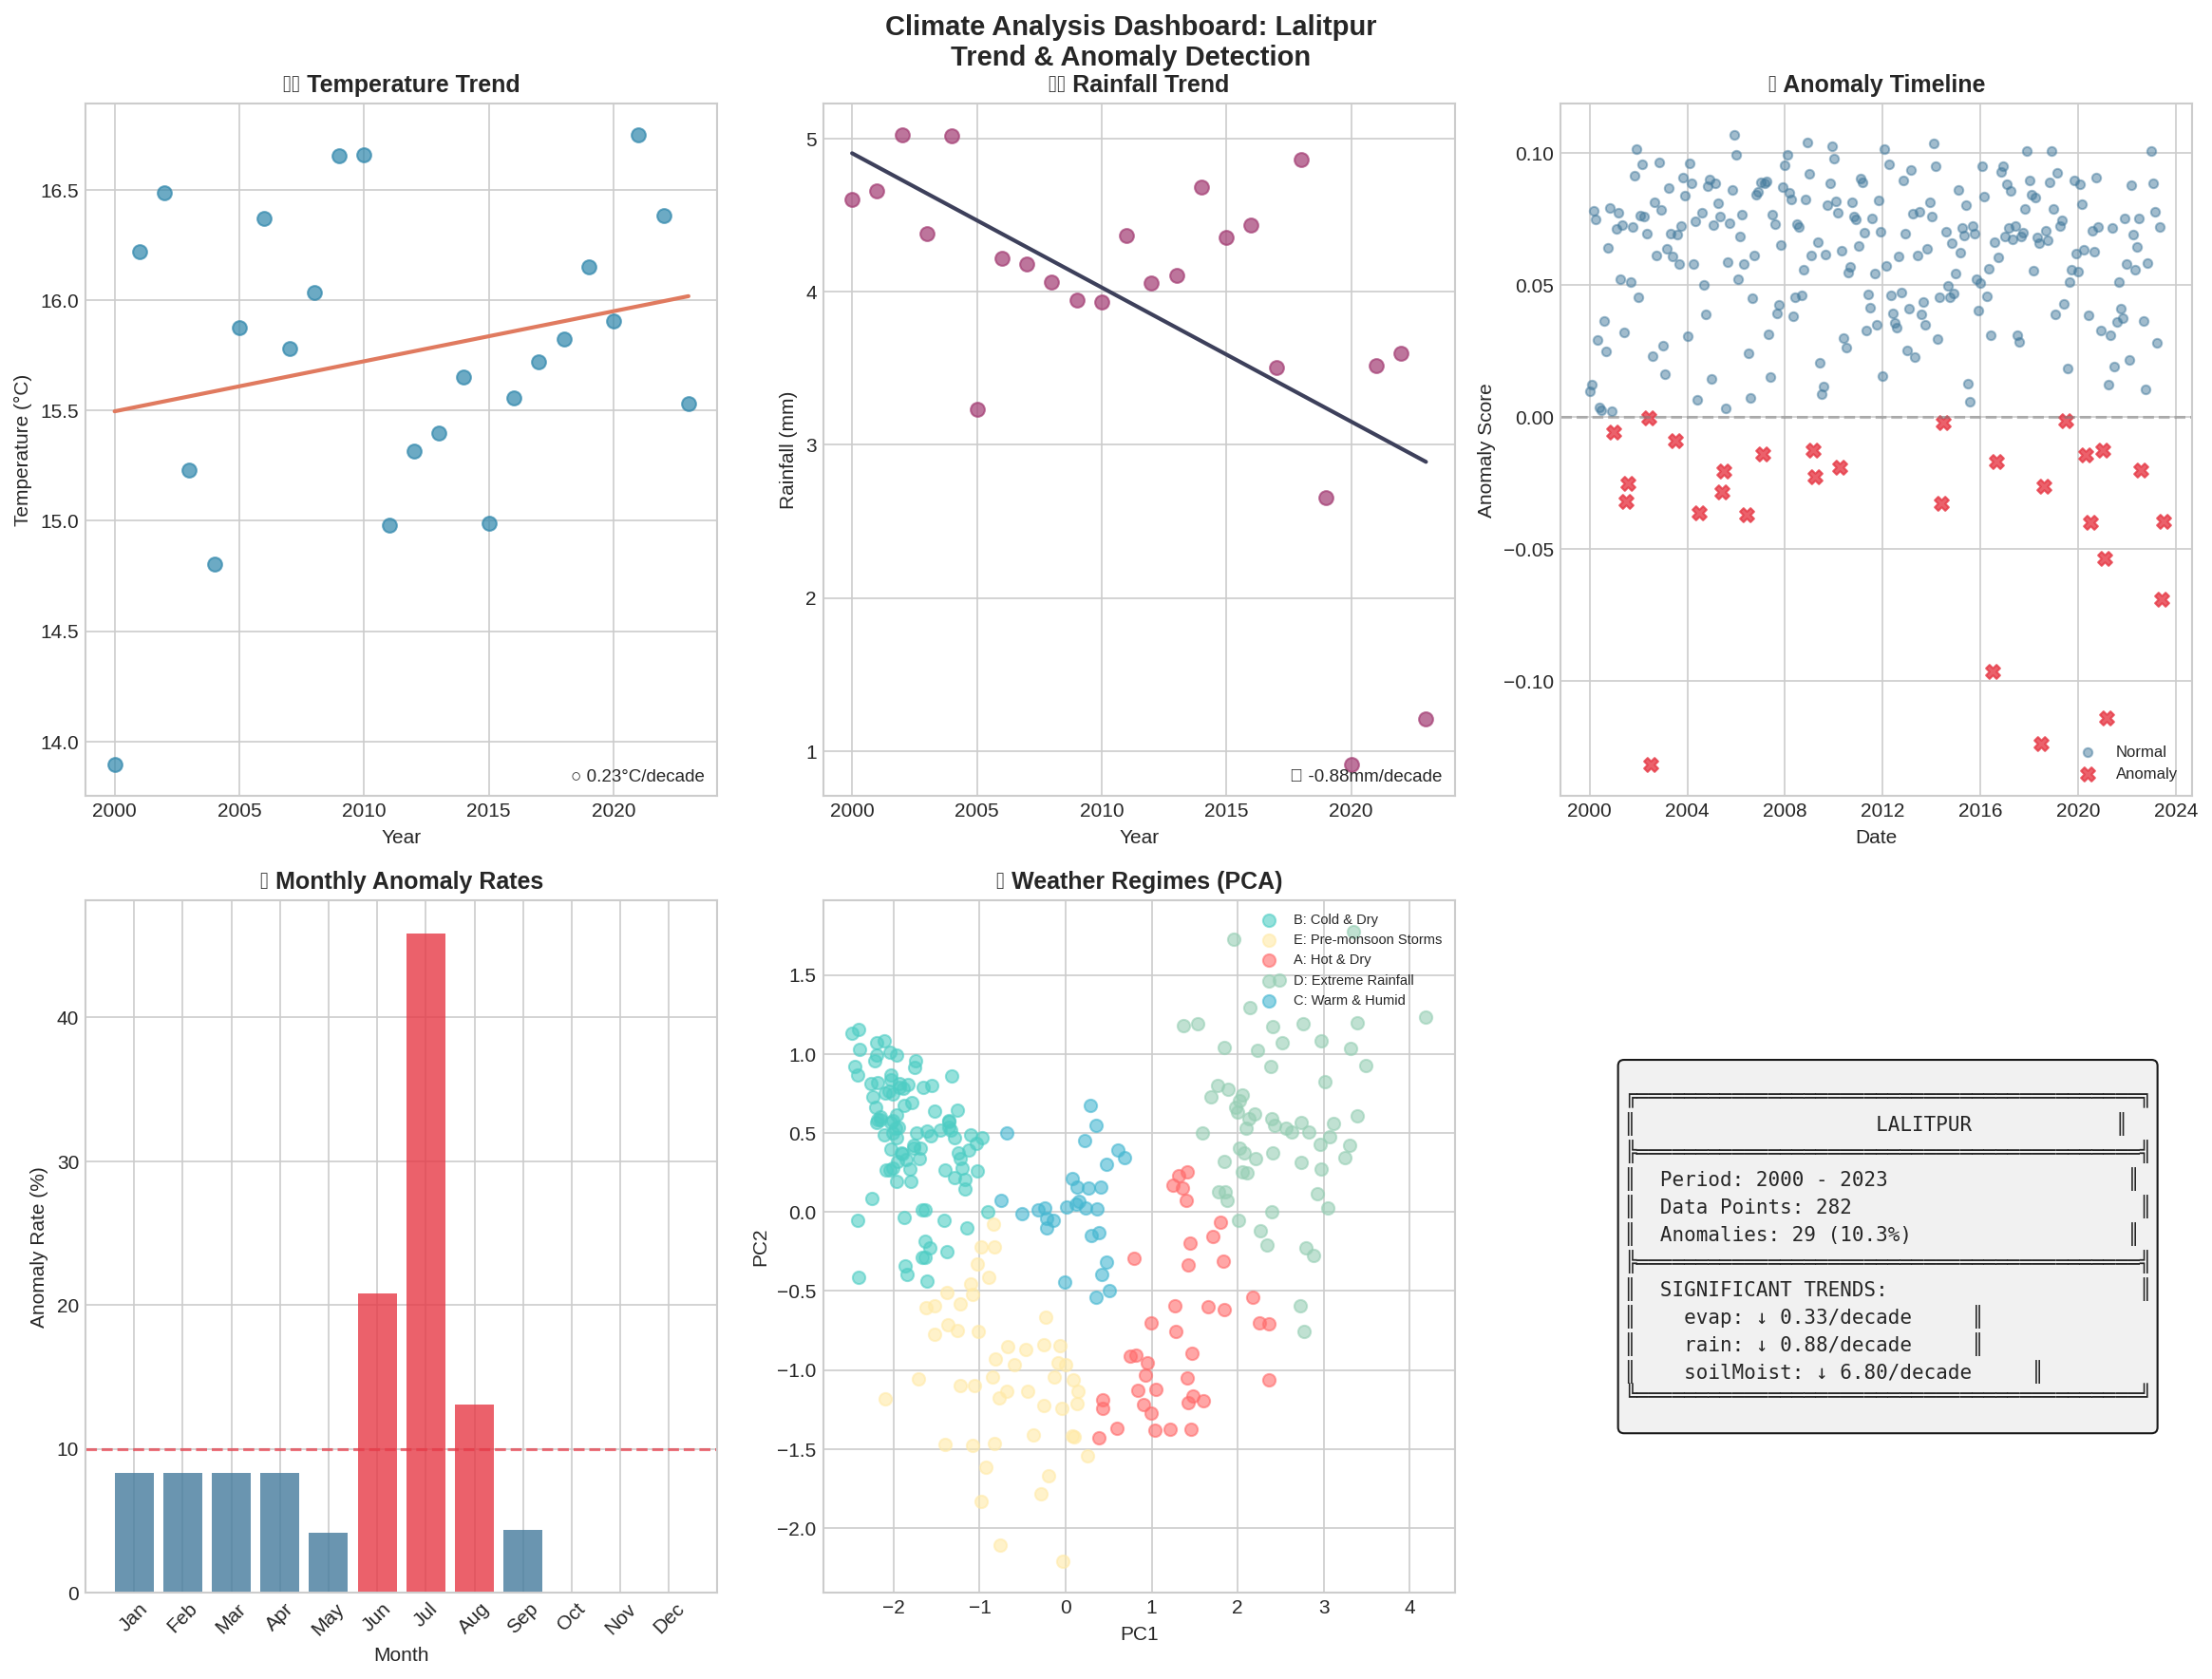 Climate Analysis Dashboard: Lalitpur
Trend & Anomaly Detection
Temperature Trend
16.5
16.0
15.5
15.0
14.5
14.0
Temperature (°C)
○ 0.23°C/decade
2000 2005 2010 2015 2020
Year
Rainfall Trend
5
4
3
2
1
Rainfall (mm)
-0.88mm/decade
2000 2005 2010 2015 2020
Year
Anomaly Timeline
0.10
0.05
0.00
−0.05
−0.10
Anomaly Score
Normal
Anomaly
2000 2004 2008 2012 2016 2020 2024
Date
Monthly Anomaly Rates
40
30
20
10
0
Anomaly Rate (%)
Jan Feb Mar Apr May Jun Jul Aug Sep Oct Nov Dec
Month
Weather Regimes (PCA)
B: Cold & Dry
E: Pre-monsoon Storms
A: Hot & Dry
D: Extreme Rainfall
C: Warm & Humid
1.5
1.0
0.5
0.0
−0.5
−1.0
−1.5
−2.0
PC2
−2 −1 0 1 2 3 4
PC1
LALITPUR
Period: 2000 - 2023
Data Points: 282
Anomalies: 29 (10.3%)
SIGNIFICANT TRENDS:
evap: ↓ 0.33/decade
rain: ↓ 0.88/decade
soilMoist: ↓ 6.80/decade